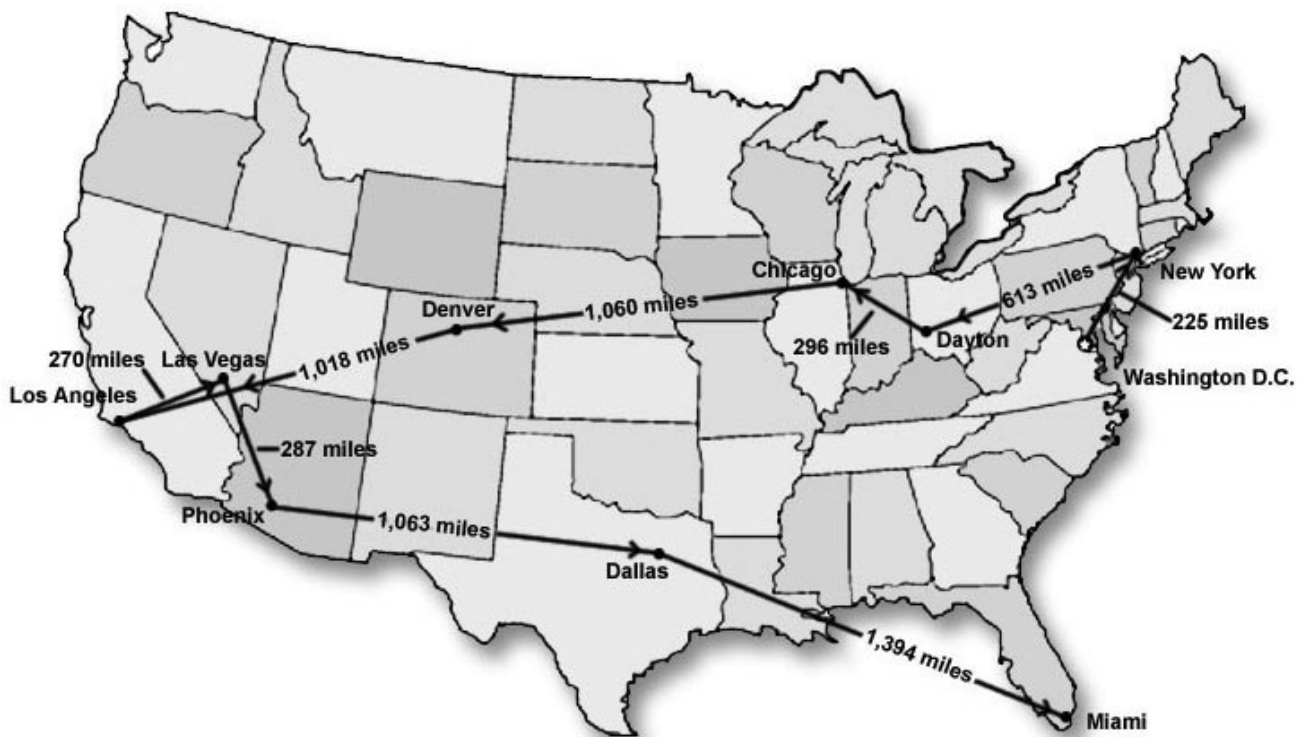 Chicago
New York
613 miles
1,060 miles
Denver
225 miles
Dayton
296 miles
270 miles
Las Vegas
1,018 miles
Washington D.C.
Los Angeles
287 miles
Phoenix
1,063 miles
Dallas
1,394 miles
Miami